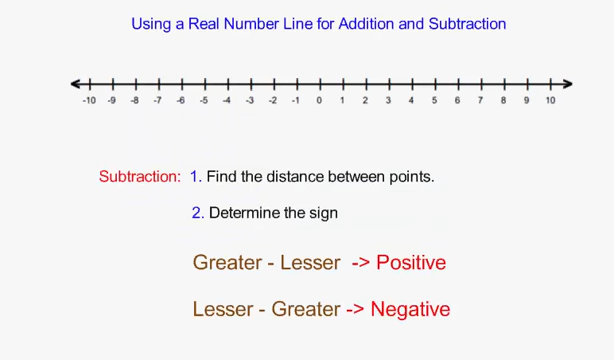 Using a Real Number Line for Addition and Subtraction
-10 -9 -8 -7 -6 -5 -4 -3 -2 -1 0 1 2 3 4 5 6 7 8 9 10
Subtraction: 1. Find the distance between points.
2. Determine the sign
Greater - Lesser -> Positive
Lesser - Greater -> Negative